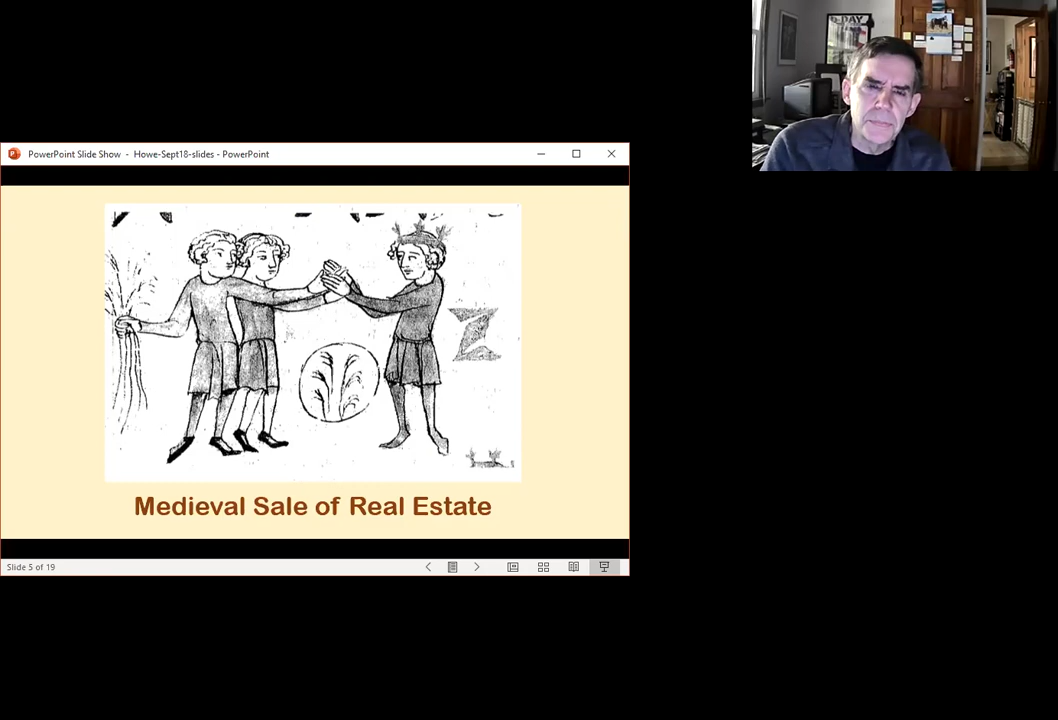 PowerPoint Slide Show - Howe-Sept18-slides - PowerPoint
Z
Medieval Sale of Real Estate
Slide 5 of 19
DAY